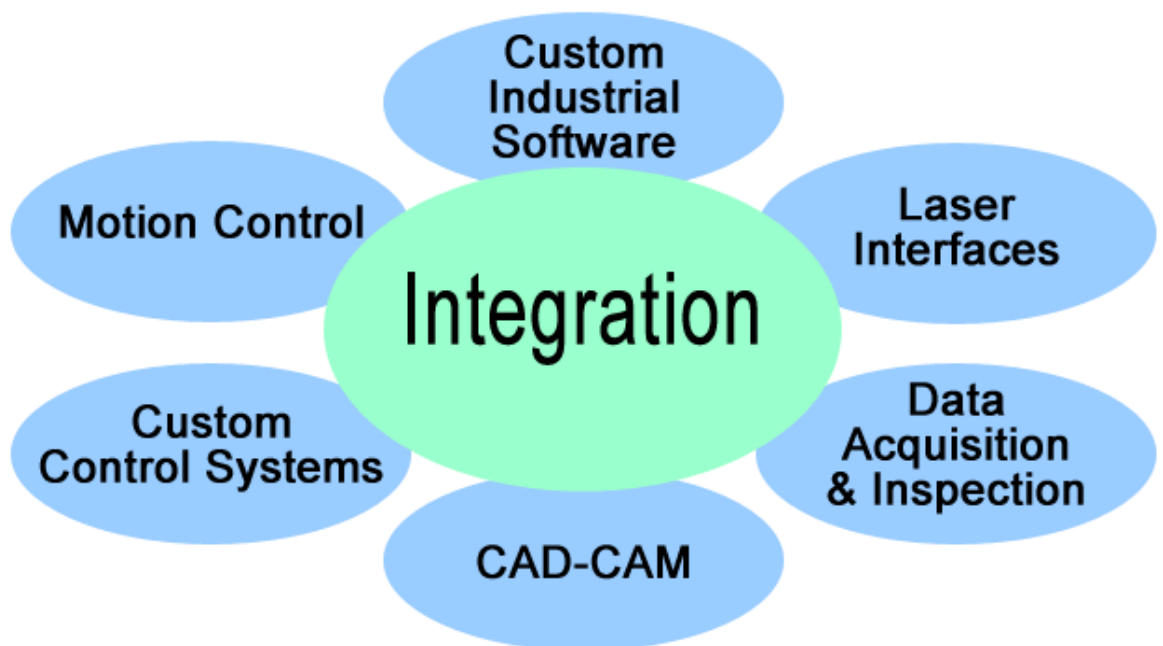 Custom
Industrial
Software
Motion Control
Laser
Interfaces
Integration
Custom
Control Systems
Data
Acquisition
& Inspection
CAD-CAM